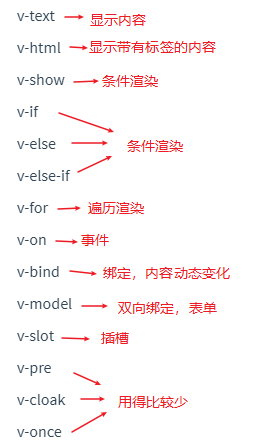 v-text 显示内容
v-html 显示带有标签的内容
v-show 条件渲染
v-if
v-else 条件渲染
v-else-if
v-for 遍历渲染
v-on 事件
v-bind 绑定，内容动态变化
v-model 双向绑定，表单
v-slot 插槽
v-pre
v-cloak 用得比较少
v-once